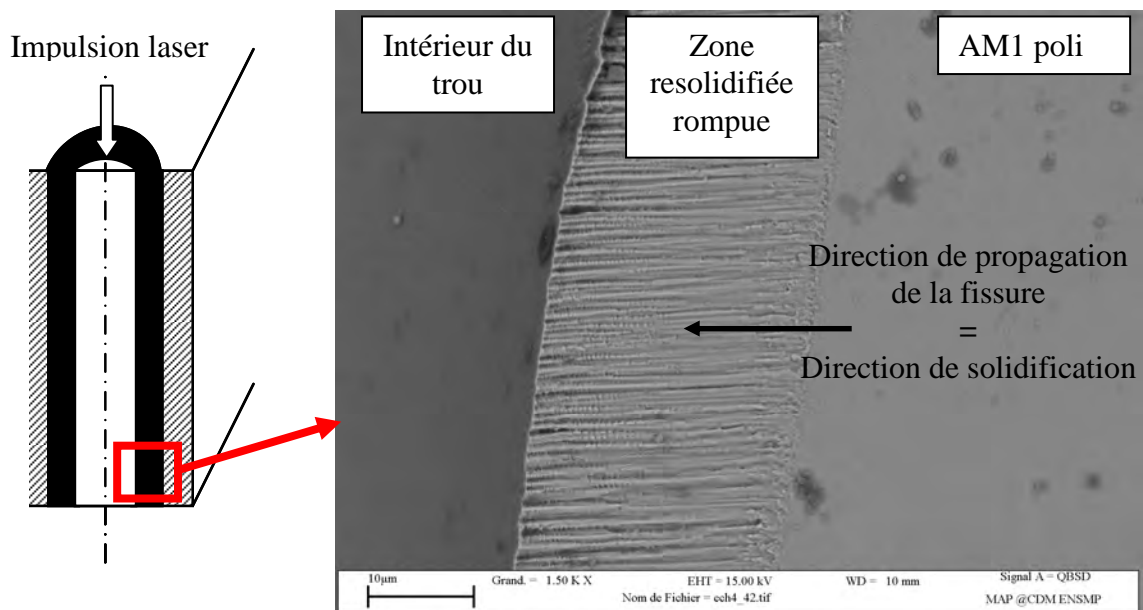 Impulsion laser
Intérieur du
trou
Zone
resolidifiée
rompue
AM1 poli
Direction de propagation
de la fissure
=
Direction de solidification
10µm
Grand. = 1.50 K X
EHT = 15.00 kV
WD = 10 mm
Signal A = QBSD
Nom de Fichier = ech4_42.tif
MAP @CDM ENSMP